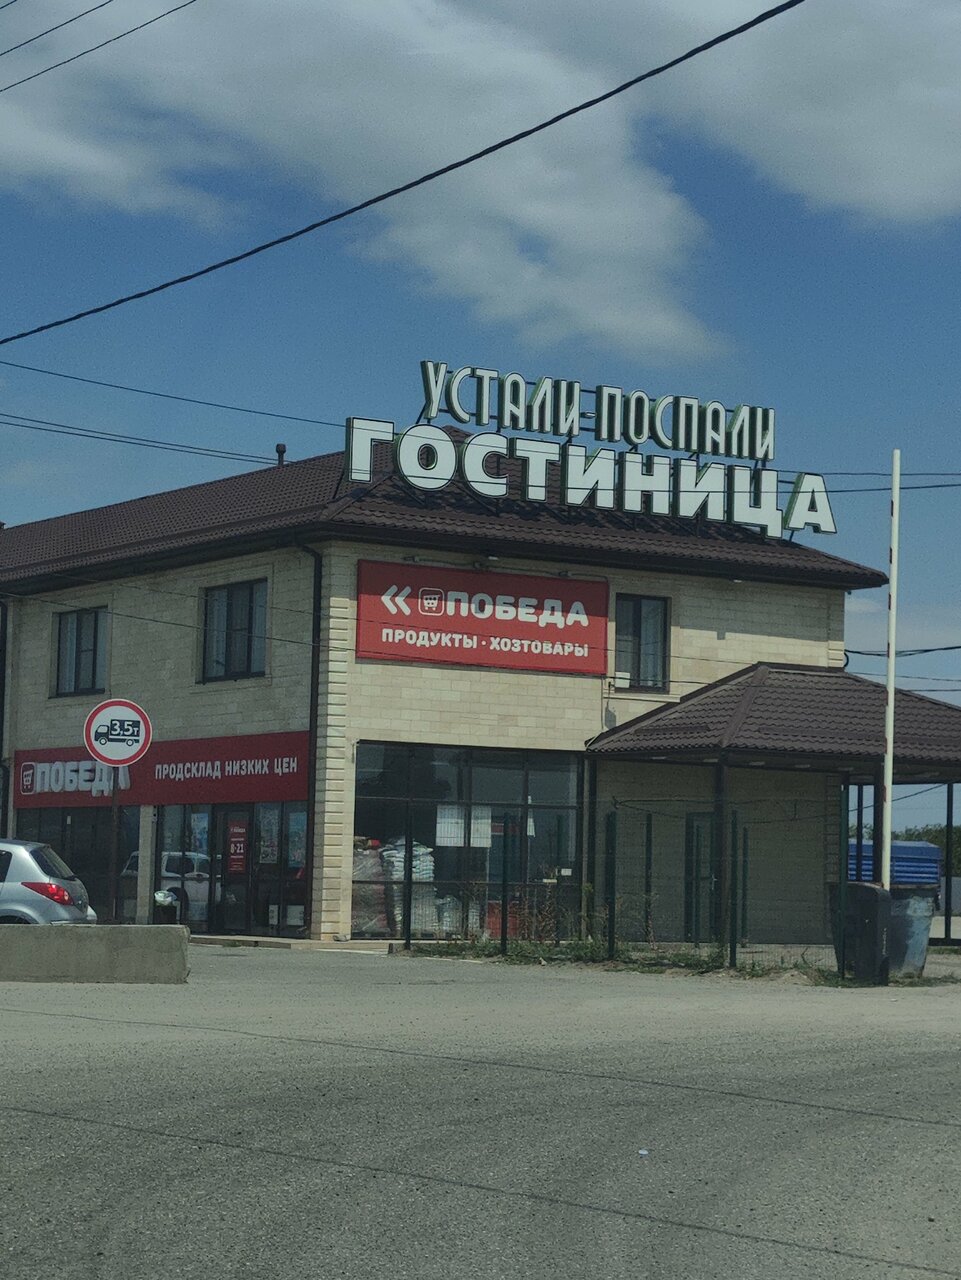 УСТАЛИ-ПОСПАЛИ
ГОСТИНИЦА
ПОБЕДА
ПРОДУКТЫ · ХОЗТОВАРЫ
3,5т
ПОБЕДА
ПРОДСКЛАД НИЗКИХ ЦЕН
8-21